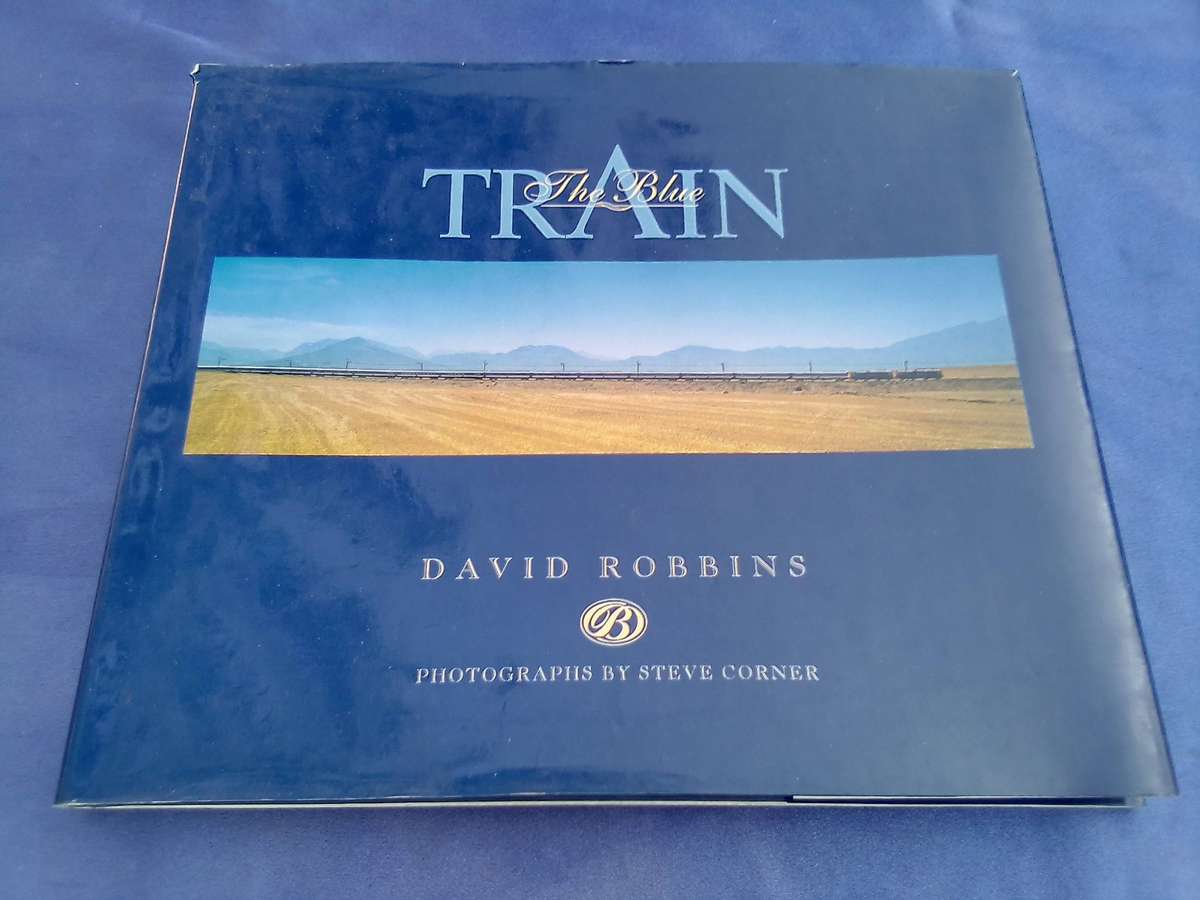 The Blue
TRAIN
DAVID ROBBINS
B
PHOTOGRAPHS BY STEVE CORNER